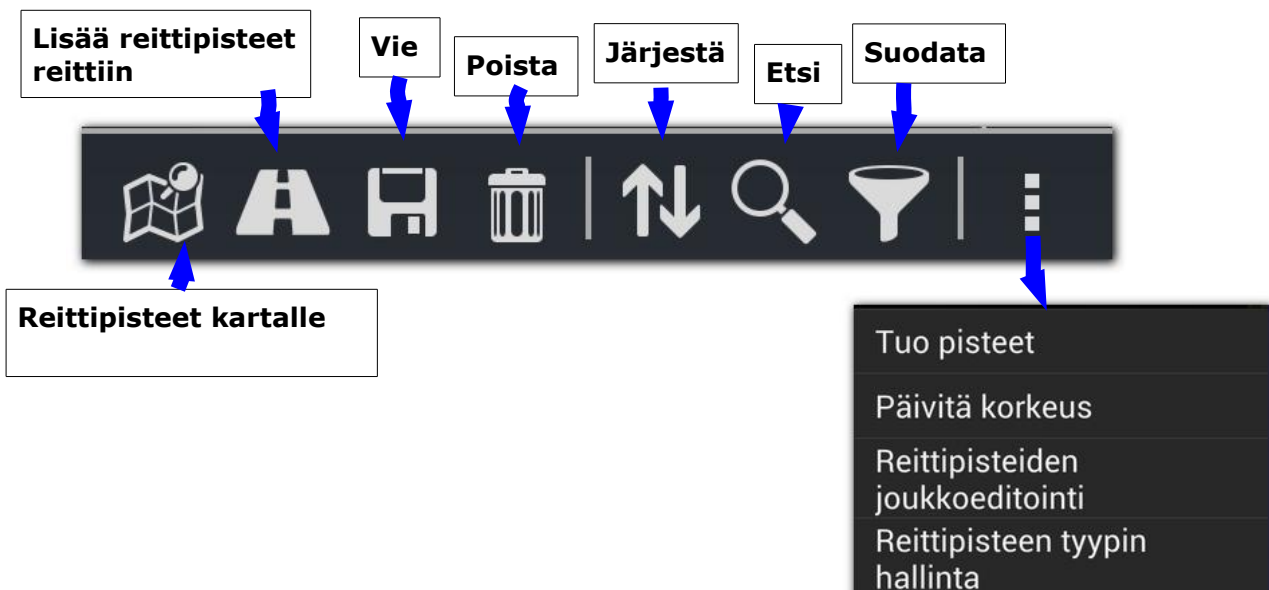 Lisää reittipisteet
reittiin
Vie
Poista
Järjestä
Etsi
Suodata
Reittipisteet kartalle
Tuo pisteet
Päivitä korkeus
Reittipisteiden
joukkoeditointi
Reittipisteen tyypin
hallinta